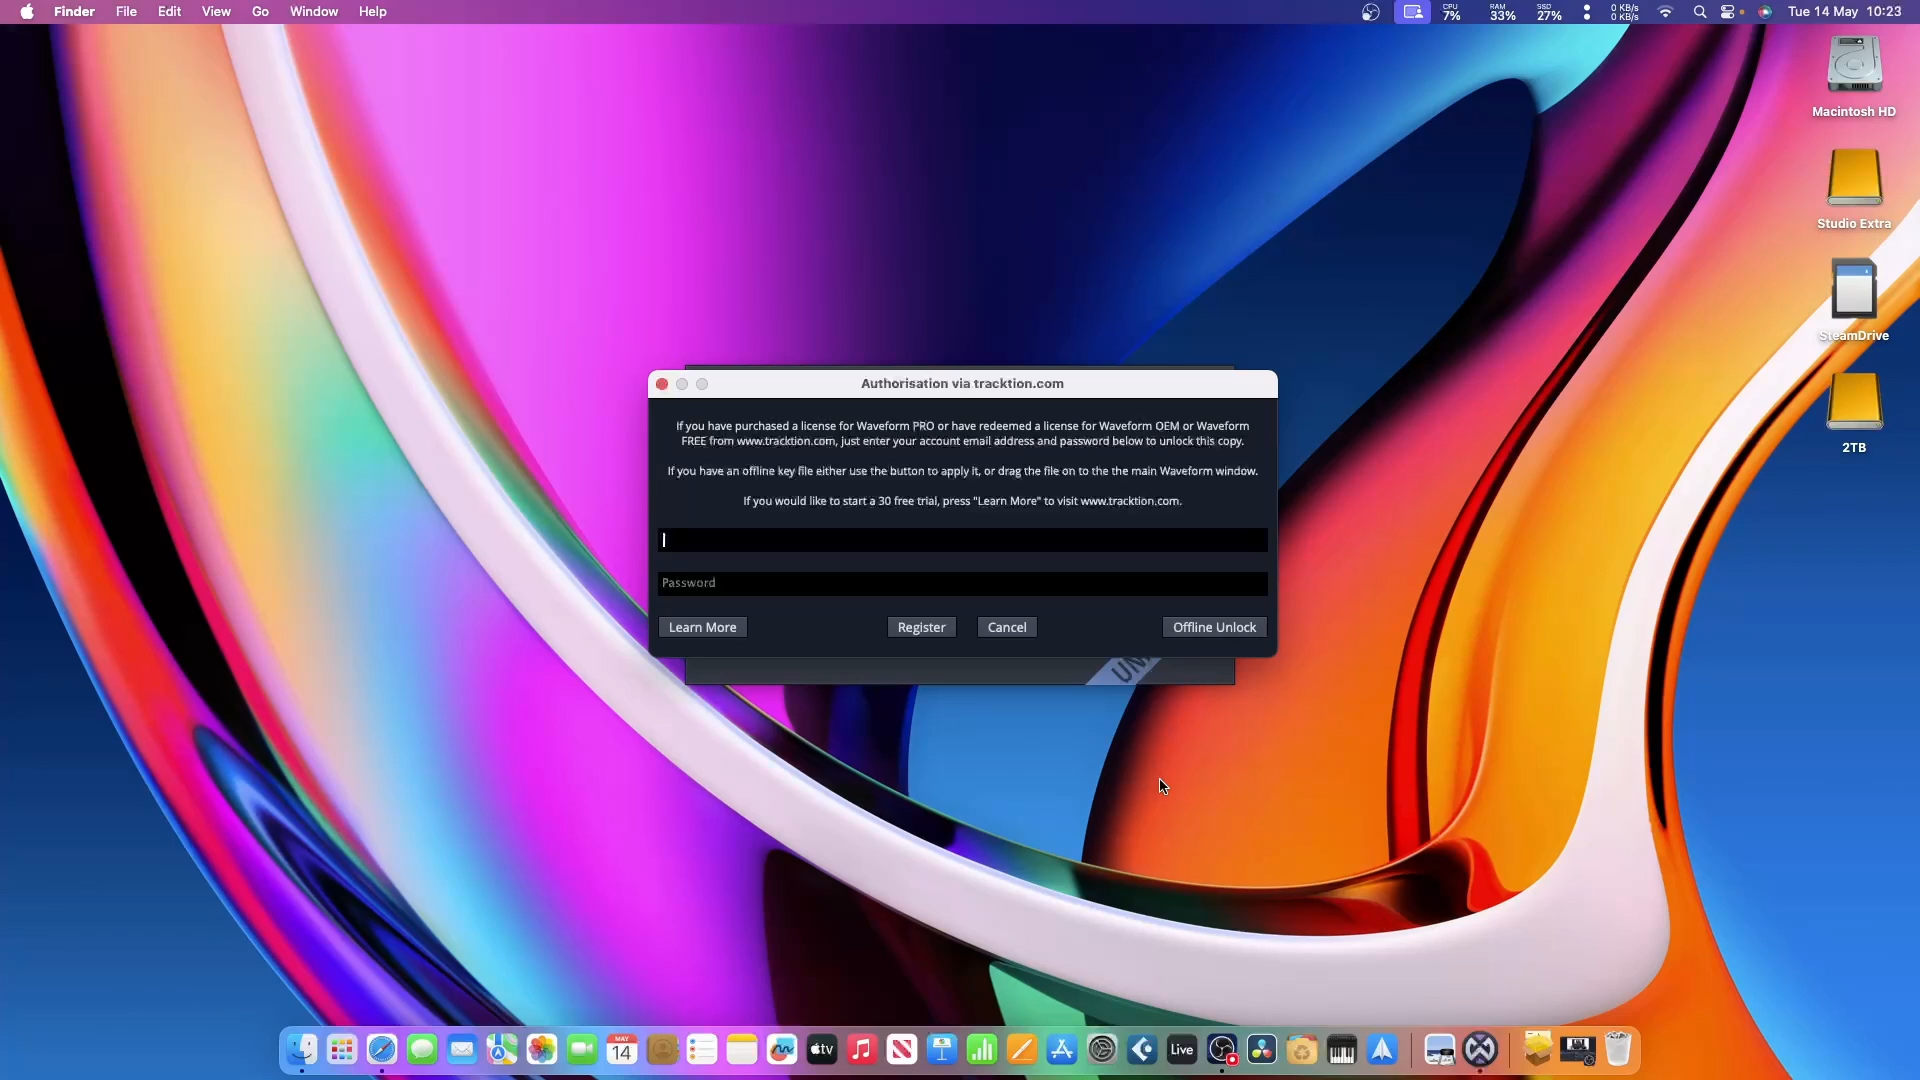 Finder File Edit View Go Window Help
CPU 7% RAM 33% SSD 27% 0 KB/s 0 KB/s Tue 14 May 10:23
Macintosh HD
Studio Extra
SteamDrive
2TB
Authorisation via tracktion.com
If you have purchased a license for Waveform PRO or have redeemed a license for Waveform OEM or Waveform
FREE from www.tracktion.com, just enter your account email address and password below to unlock this copy.
If you have an offline key file either use the button to apply it, or drag the file on to the the main Waveform window.
If you would like to start a 30 free trial, press "Learn More" to visit www.tracktion.com.
Password
Learn More Register Cancel Offline Unlock
MAY
14
tv
Live